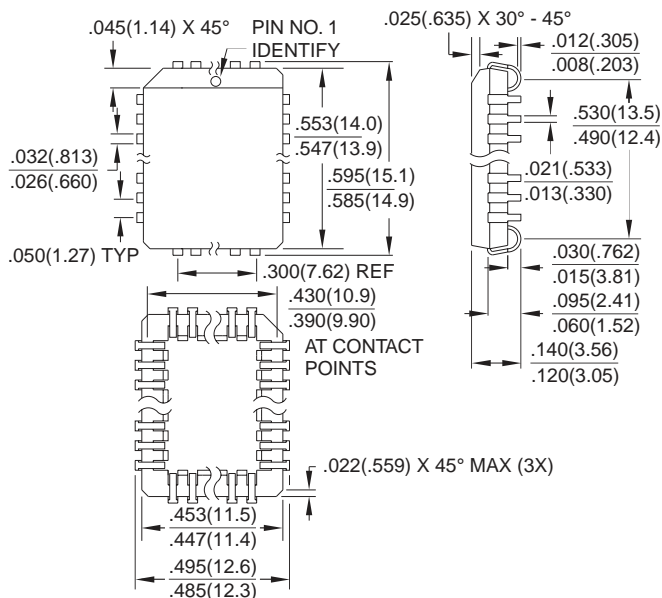 .045(1.14) X 45°
PIN NO. 1
IDENTIFY
.025(.635) X 30° - 45°
.012(.305)
.008(.203)
.553(14.0)
.547(13.9)
.530(13.5)
.490(12.4)
.032(.813)
.026(.660)
.595(15.1)
.585(14.9)
.021(.533)
.013(.330)
.050(1.27) TYP
.300(7.62) REF
.030(.762)
.015(3.81)
.430(10.9)
.390(9.90)
AT CONTACT
POINTS
.095(2.41)
.060(1.52)
.140(3.56)
.120(3.05)
.022(.559) X 45° MAX (3X)
.453(11.5)
.447(11.4)
.495(12.6)
.485(12.3)